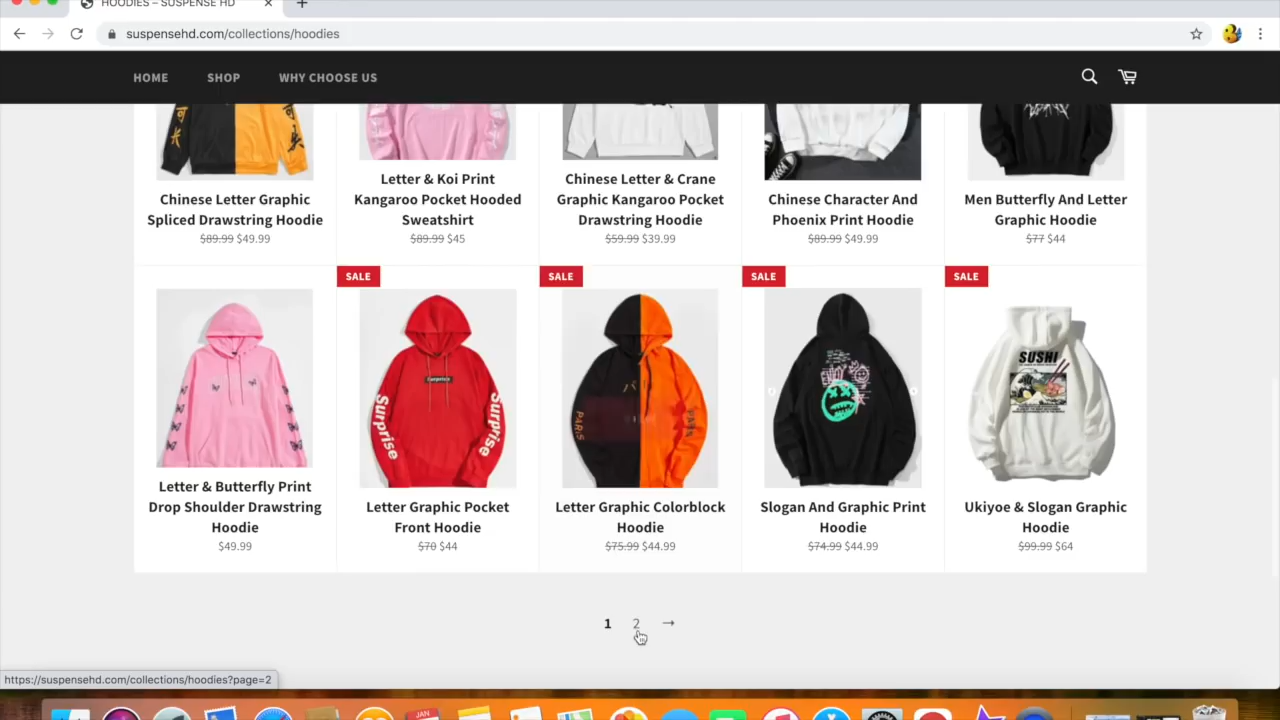 HOODIES – SUSPENSE HD
suspensehd.com/collections/hoodies
HOME SHOP WHY CHOOSE US
Chinese Letter Graphic
Spliced Drawstring Hoodie
$89.99 $49.99
Letter & Koi Print
Kangaroo Pocket Hooded
Sweatshirt
$89.99 $45
Chinese Letter & Crane
Graphic Kangaroo Pocket
Drawstring Hoodie
$59.99 $39.99
Chinese Character And
Phoenix Print Hoodie
$89.99 $49.99
Men Butterfly And Letter
Graphic Hoodie
$77 $44
Letter & Butterfly Print
Drop Shoulder Drawstring
Hoodie
$49.99
SALE
Surprise
Surprise
Surprise
Letter Graphic Pocket
Front Hoodie
$70 $44
SALE
PARIS
Letter Graphic Colorblock
Hoodie
$75.99 $44.99
SALE
Slogan And Graphic Print
Hoodie
$74.99 $44.99
SALE
SUSHI
Ukiyoe & Slogan Graphic
Hoodie
$99.99 $64
1 2 →
https://suspensehd.com/collections/hoodies?page=2
JAN